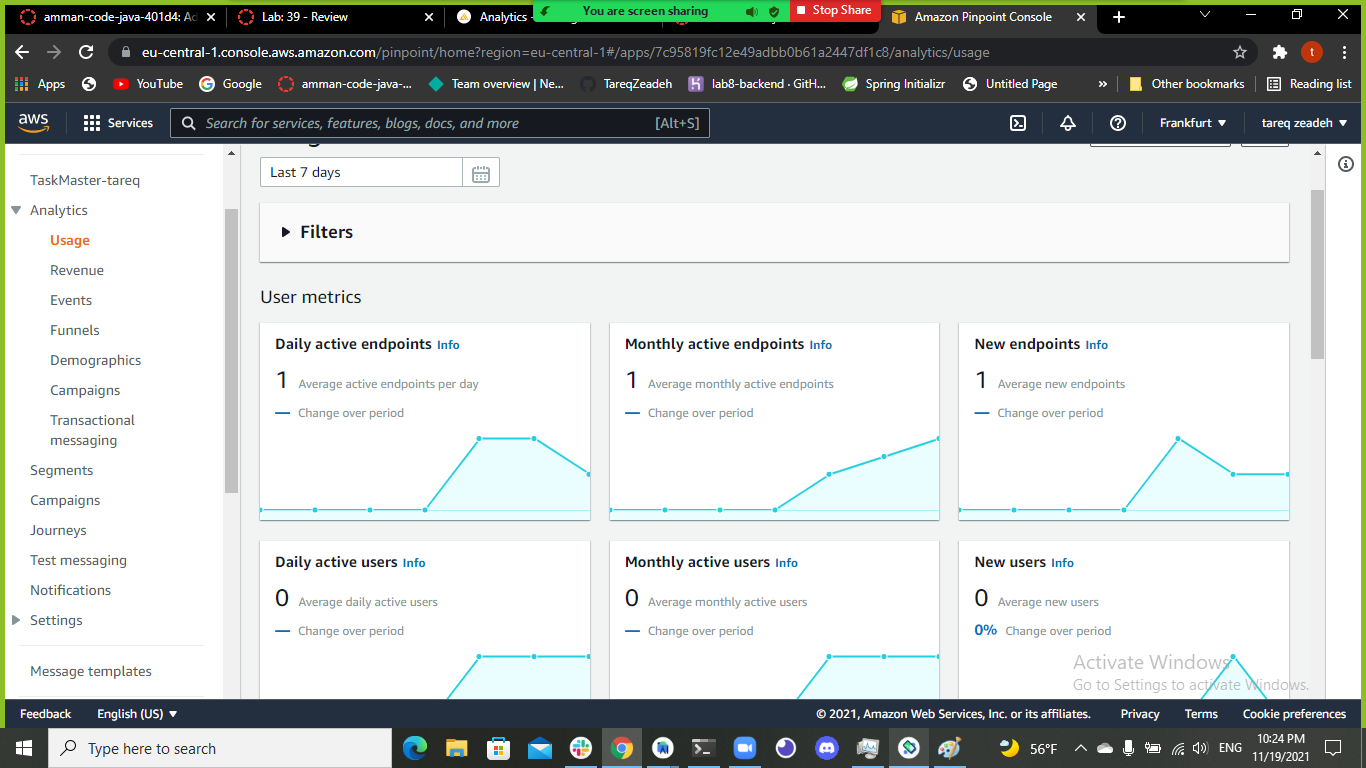 amman-code-java-401d4: Ad
Lab: 39 - Review
Analytics -
You are screen sharing
Stop Share
Amazon Pinpoint Console
eu-central-1.console.aws.amazon.com/pinpoint/home?region=eu-central-1#/apps/7c95819fc12e49adbb0b61a2447df1c8/analytics/usage
t
Apps
YouTube
Google
amman-code-java-...
Team overview | Ne...
TareqZeadeh
lab8-backend · GitH...
Spring Initializr
Untitled Page
»
Other bookmarks
Reading list
aws
Services
Search for services, features, blogs, docs, and more
[Alt+S]
Frankfurt
tareq zeadeh
TaskMaster-tareq
Analytics
Usage
Revenue
Events
Funnels
Demographics
Campaigns
Transactional
messaging
Segments
Campaigns
Journeys
Test messaging
Notifications
Settings
Message templates
Last 7 days
Filters
User metrics
Daily active endpoints Info
1 Average active endpoints per day
— Change over period
Monthly active endpoints Info
1 Average monthly active endpoints
— Change over period
New endpoints Info
1 Average new endpoints
— Change over period
Daily active users Info
0 Average daily active users
— Change over period
Monthly active users Info
0 Average monthly active users
— Change over period
New users Info
0 Average new users
0% Change over period
Activate Windows
Go to Settings to activate Windows.
Feedback
English (US)
© 2021, Amazon Web Services, Inc. or its affiliates.
Privacy
Terms
Cookie preferences
Type here to search
56°F
ENG
10:24 PM
11/19/2021